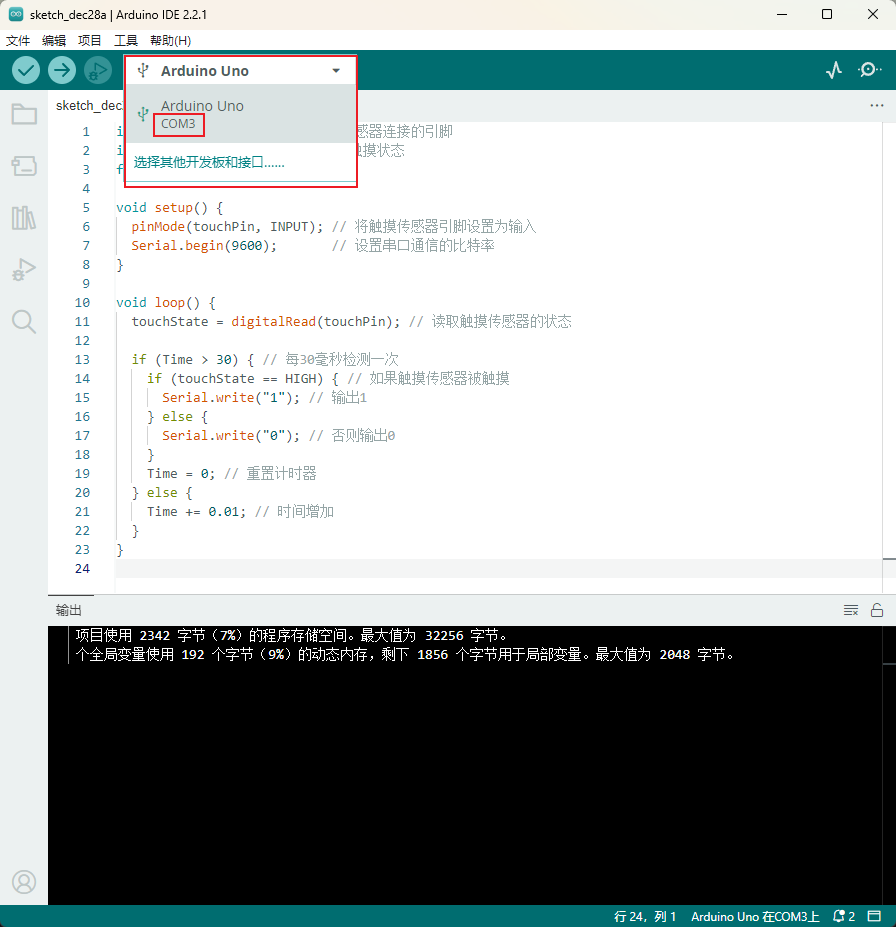 sketch_dec28a | Arduino IDE 2.2.1
文件 编辑 项目 工具 帮助(H)
Arduino Uno
Arduino Uno
COM3
选择其他开发板和接口......
sketch_dec
1 i 感器连接的引脚
2 i 触摸状态
3 f
4
5 void setup() {
6 pinMode(touchPin, INPUT); // 将触摸传感器引脚设置为输入
7 Serial.begin(9600); // 设置串口通信的比特率
8 }
9
10 void loop() {
11 touchState = digitalRead(touchPin); // 读取触摸传感器的状态
12
13 if (Time > 30) { // 每30毫秒检测一次
14 if (touchState == HIGH) { // 如果触摸传感器被触摸
15 Serial.write("1"); // 输出1
16 } else {
17 Serial.write("0"); // 否则输出0
18 }
19 Time = 0; // 重置计时器
20 } else {
21 Time += 0.01; // 时间增加
22 }
23 }
24
输出
项目使用 2342 字节（7%）的程序存储空间。最大值为 32256 字节。
个全局变量使用 192 个字节（9%）的动态内存，剩下 1856 个字节用于局部变量。最大值为 2048 字节。
行 24，列 1 Arduino Uno 在COM3上 2